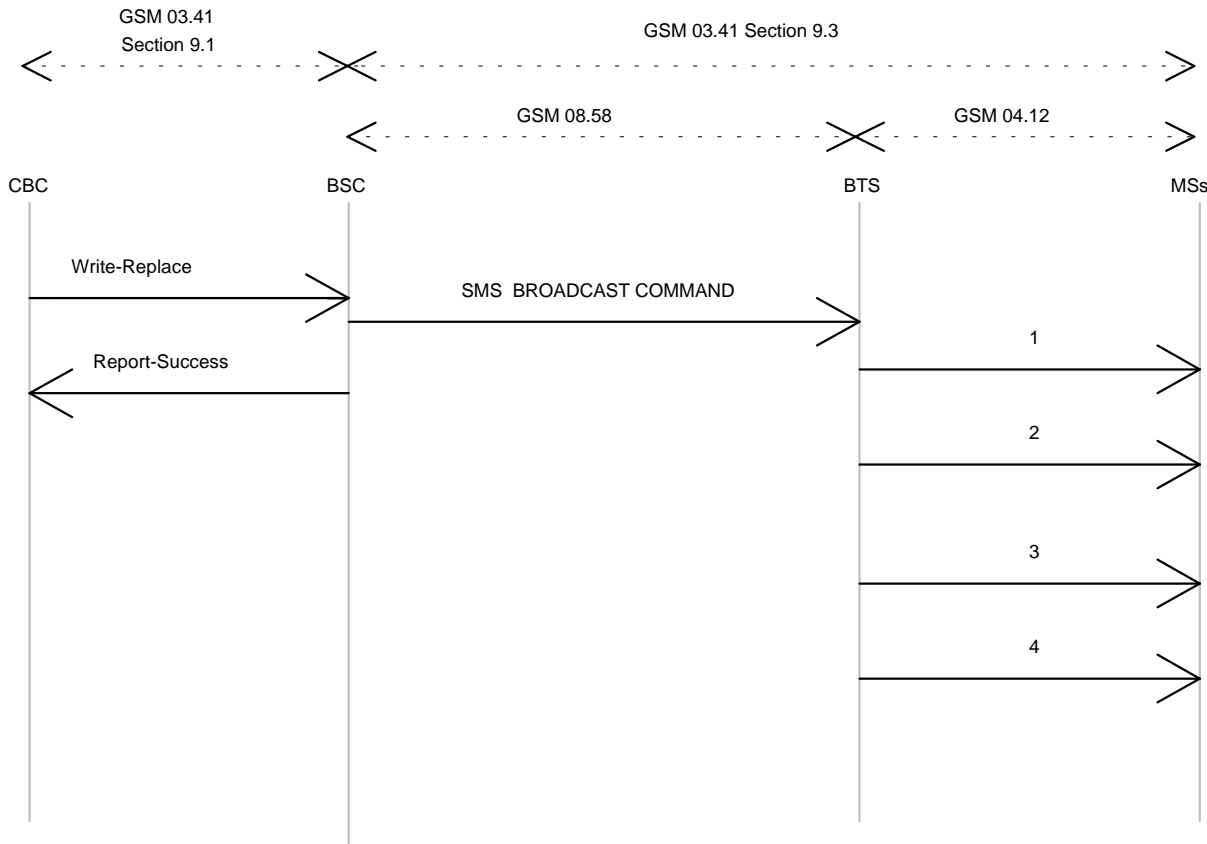 GSM 03.41
Section 9.1
GSM 03.41 Section 9.3
GSM 08.58
GSM 04.12
CBC
BSC
BTS
MSs
Write-Replace
SMS BROADCAST COMMAND
1
Report-Success
2
3
4